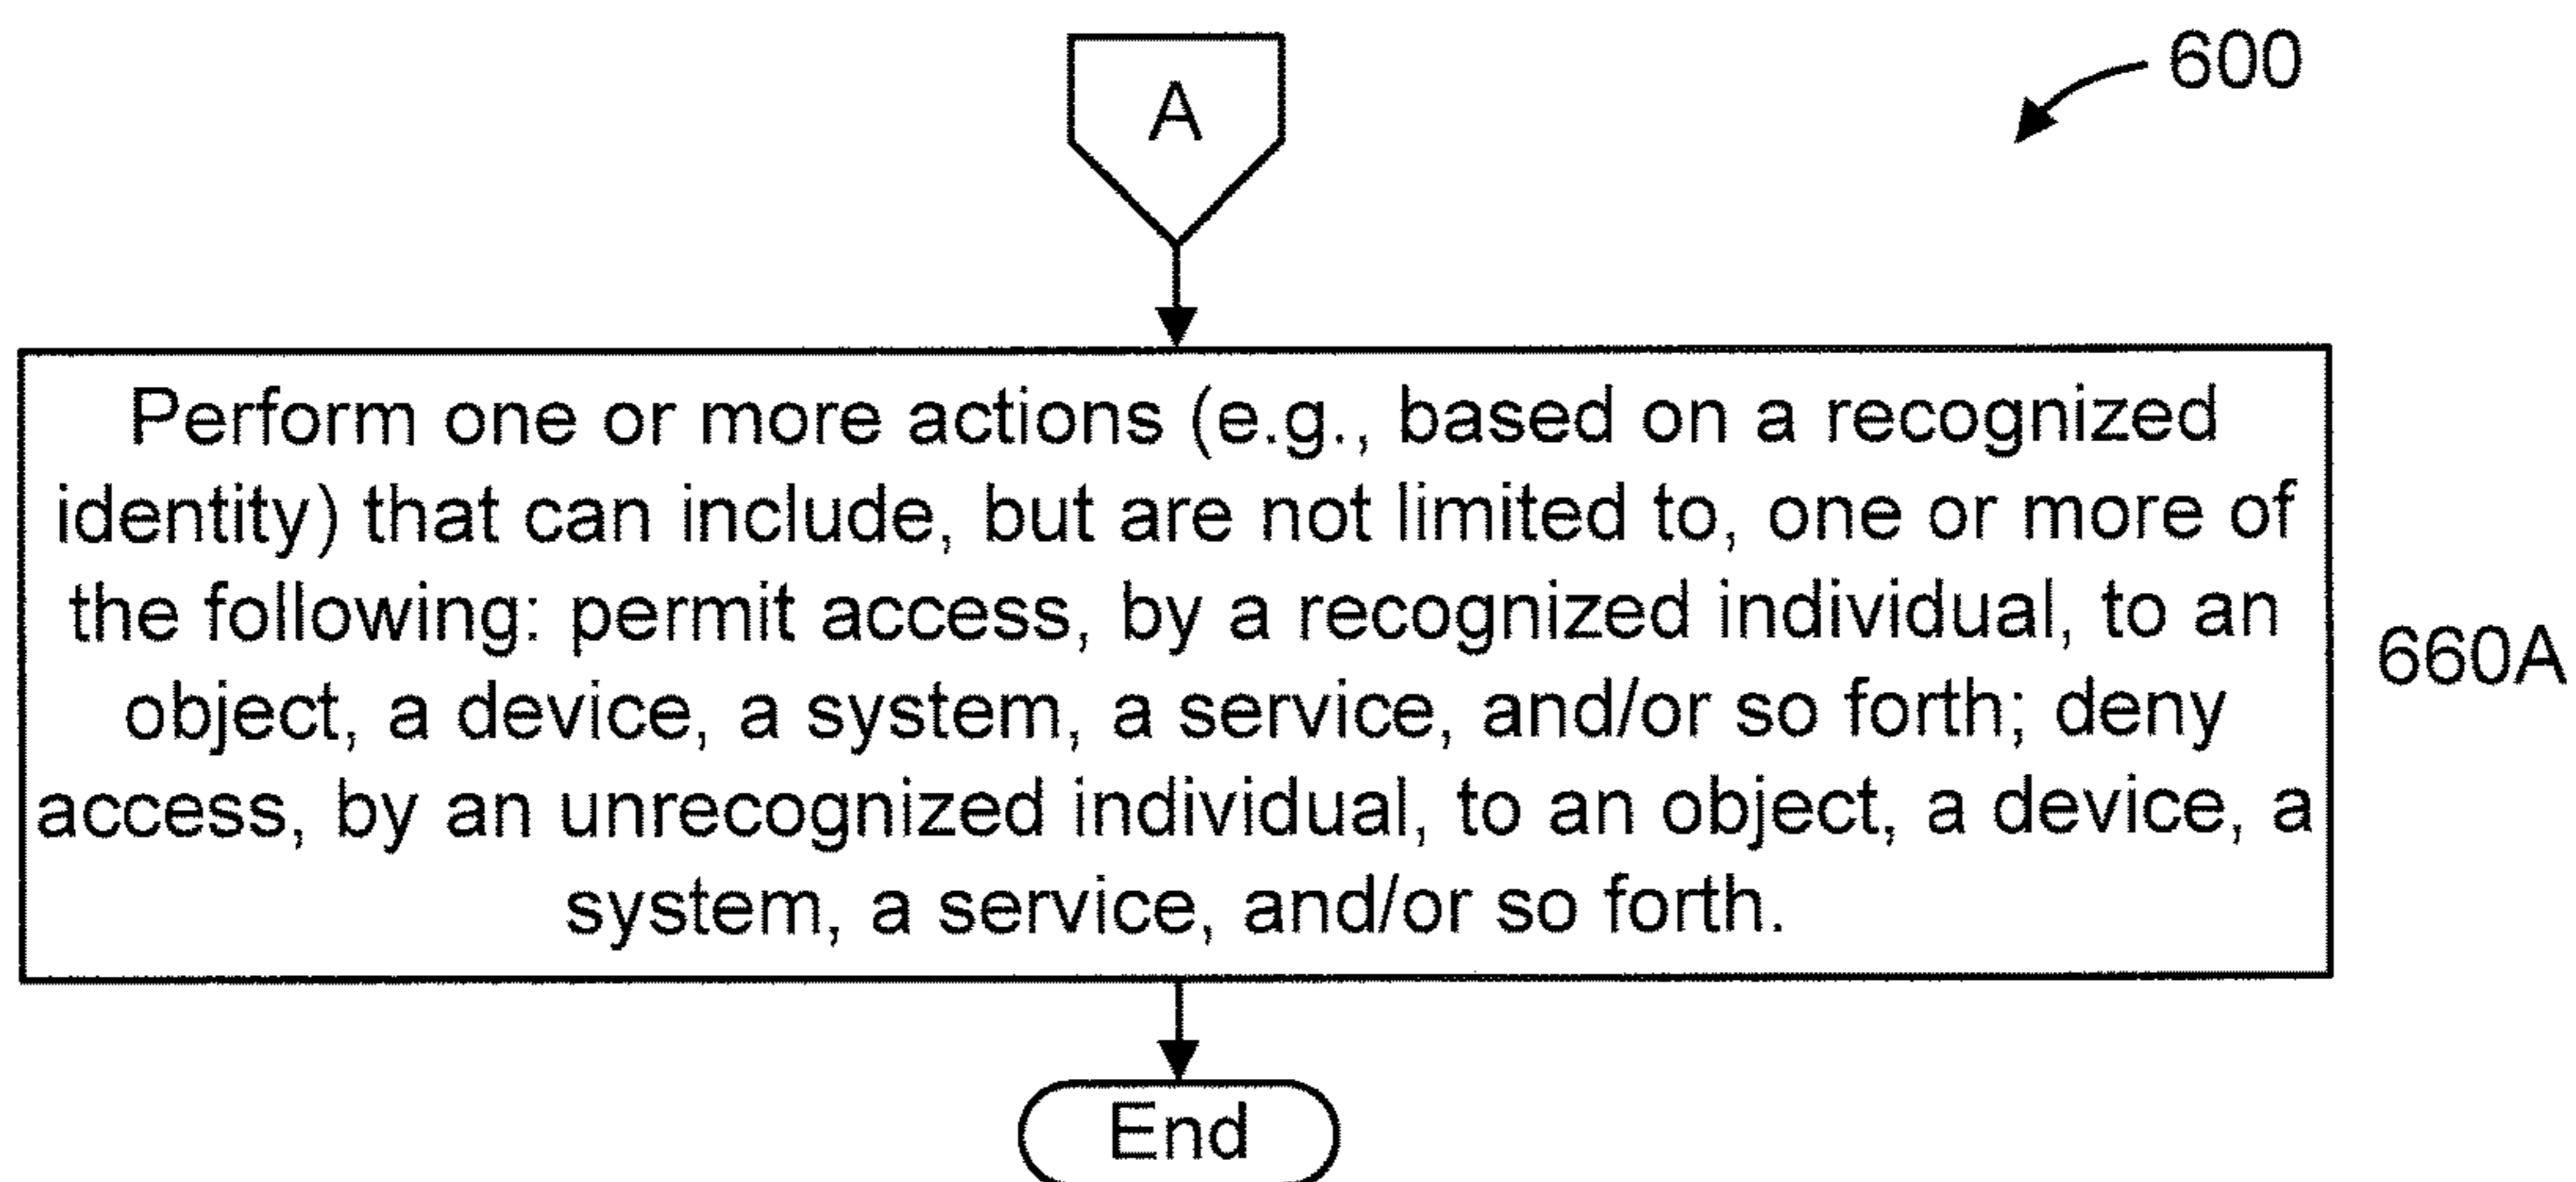 600
A
Perform one or more actions (e.g., based on a recognized
identity) that can include, but are not limited to, one or more of
the following: permit access, by a recognized individual, to an
object, a device, a system, a service, and/or so forth; deny
access, by an unrecognized individual, to an object, a device, a
system, a service, and/or so forth.
660A
End